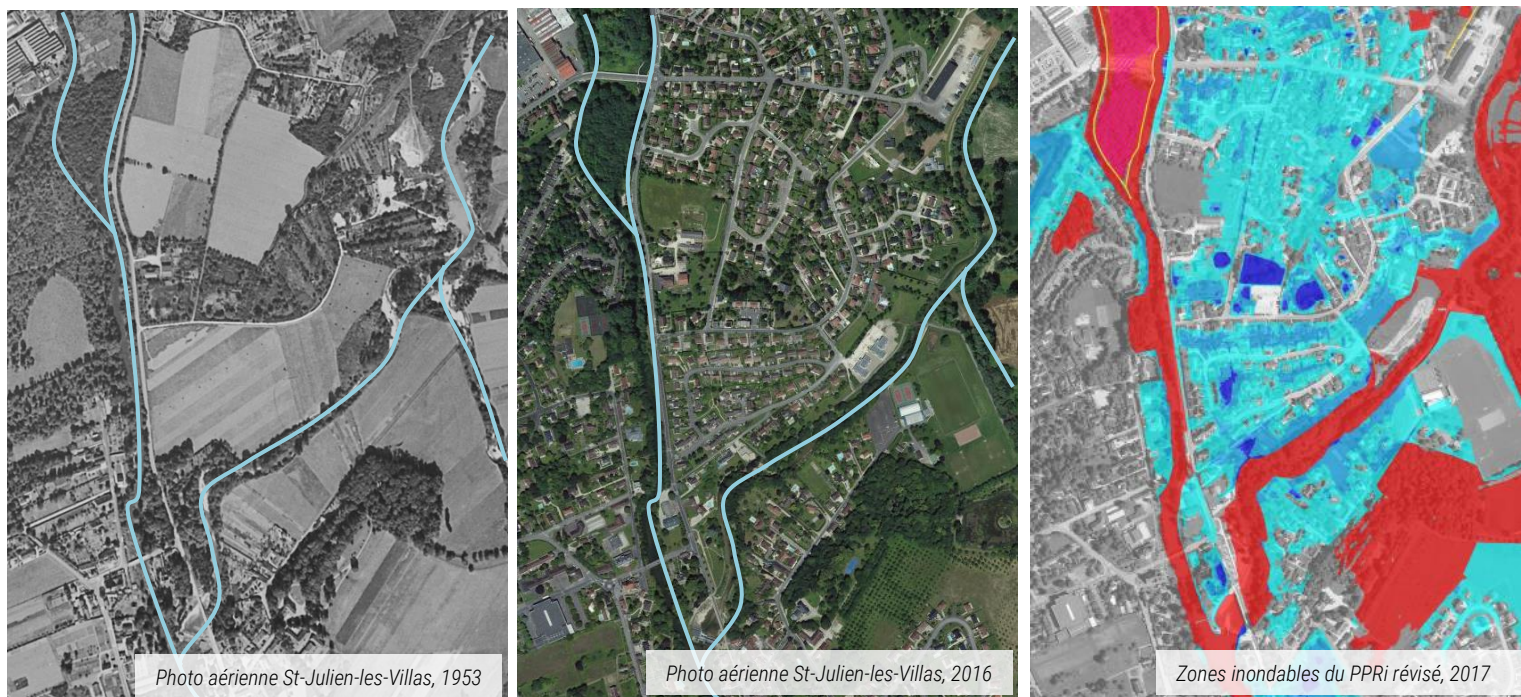 Photo aérienne St-Julien-les-Villas, 1953
Photo aérienne St-Julien-les-Villas, 2016
Zones inondables du PPRi révisé, 2017